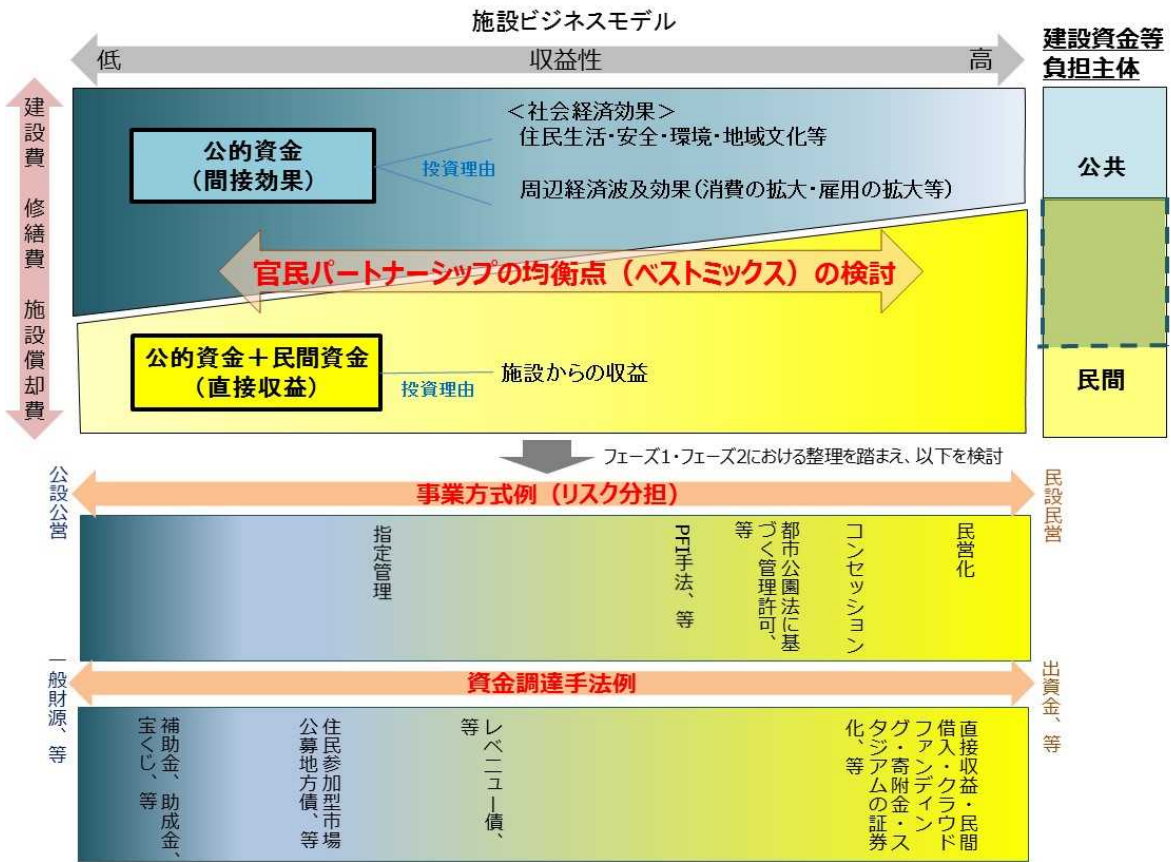 施設ビジネスモデル
低
収益性
高
建設資金等
負担主体
建設費 修繕費 施設償却費
公的資金
（間接効果）
投資理由
＜社会経済効果＞
住民生活・安全・環境・地域文化等
周辺経済波及効果（消費の拡大・雇用の拡大等）
公共
官民パートナーシップの均衡点（ベストミックス）の検討
公的資金＋民間資金
（直接収益）
投資理由
施設からの収益
民間
フェーズ1・フェーズ2における整理を踏まえ、以下を検討
公設公営
事業方式例（リスク分担）
民設民営
指定管理
PFI手法、等
都市公園法に基
づく管理許可、
等
コンセッション
民営化
一般財源、等
資金調達手法例
出資金、等
補助金、助成金、
宝くじ、等
住民参加型市場
公募地方債、等
レベニュー債、
等
直接収益・民間
借入・クラウド
ファンディン
グ・寄附金・ス
タジアムの証券
化、等